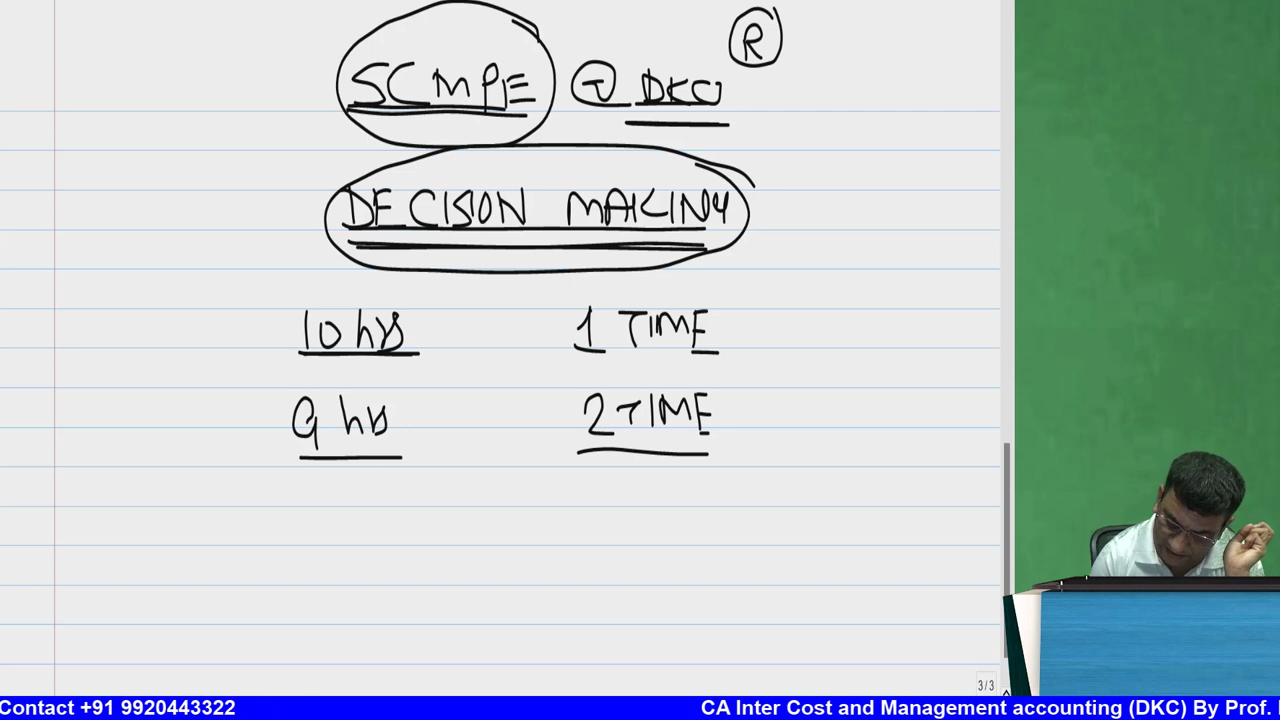 R
SCMPE @ DKC
DECISION MAKING
10 hrs 1 TIME
9 hrs 2 TIME
3/3
Contact +91 9920443322 CA Inter Cost and Management accounting (DKC) By Prof.